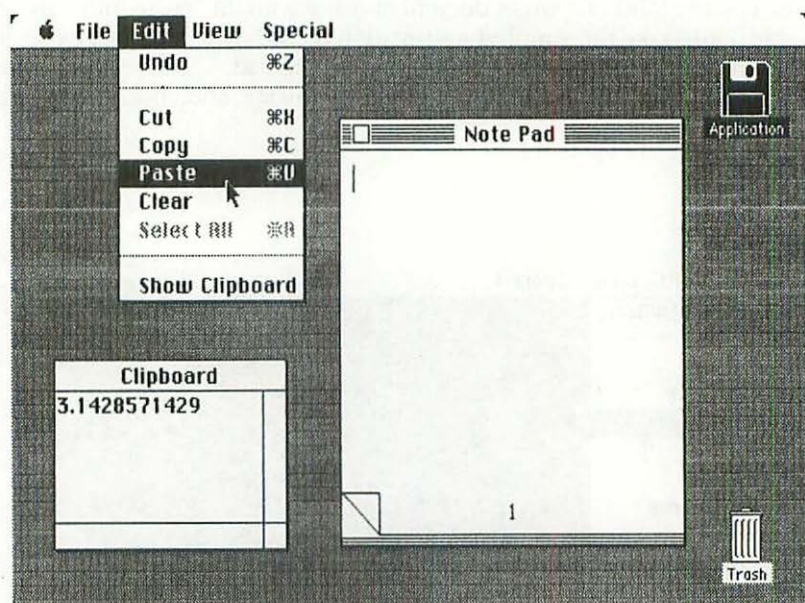 File Edit View Special
Undo ⌘Z
Cut ⌘X
Copy ⌘C
Paste ⌘V
Clear
Select All ⌘A
Show Clipboard
Note Pad
1
Clipboard
3.1428571429
Application
Trash